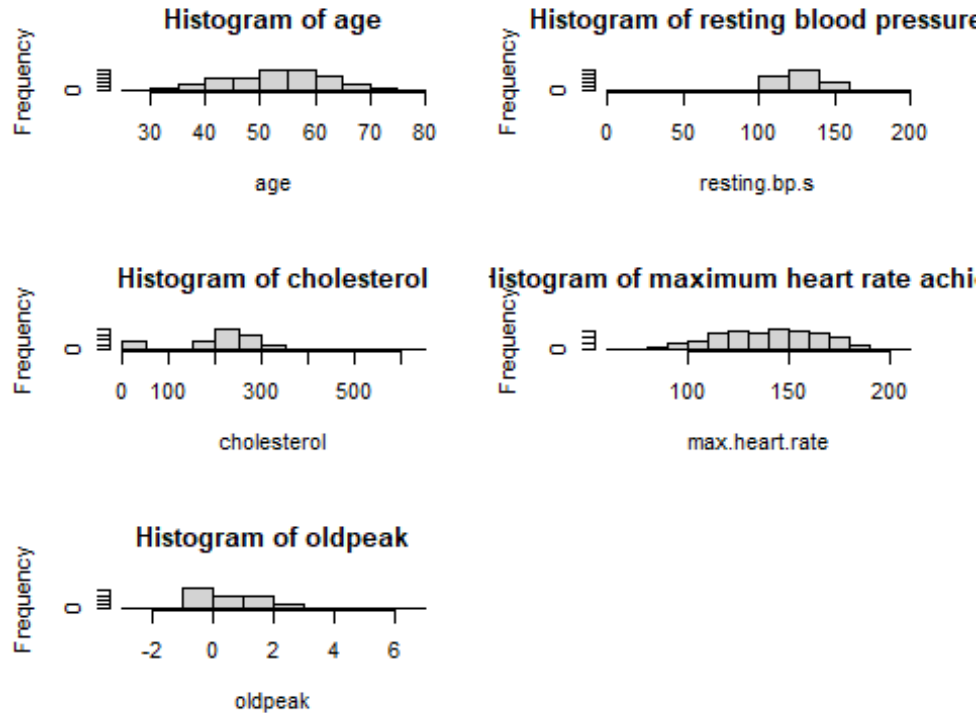 Histogram of age
Frequency
0
30 40 50 60 70 80
age
Histogram of resting blood pressure
Frequency
0
0 50 100 150 200
resting.bp.s
Histogram of cholesterol
Frequency
0
0 100 300 500
cholesterol
Histogram of maximum heart rate achi
Frequency
0
100 150 200
max.heart.rate
Histogram of oldpeak
Frequency
0
-2 0 2 4 6
oldpeak